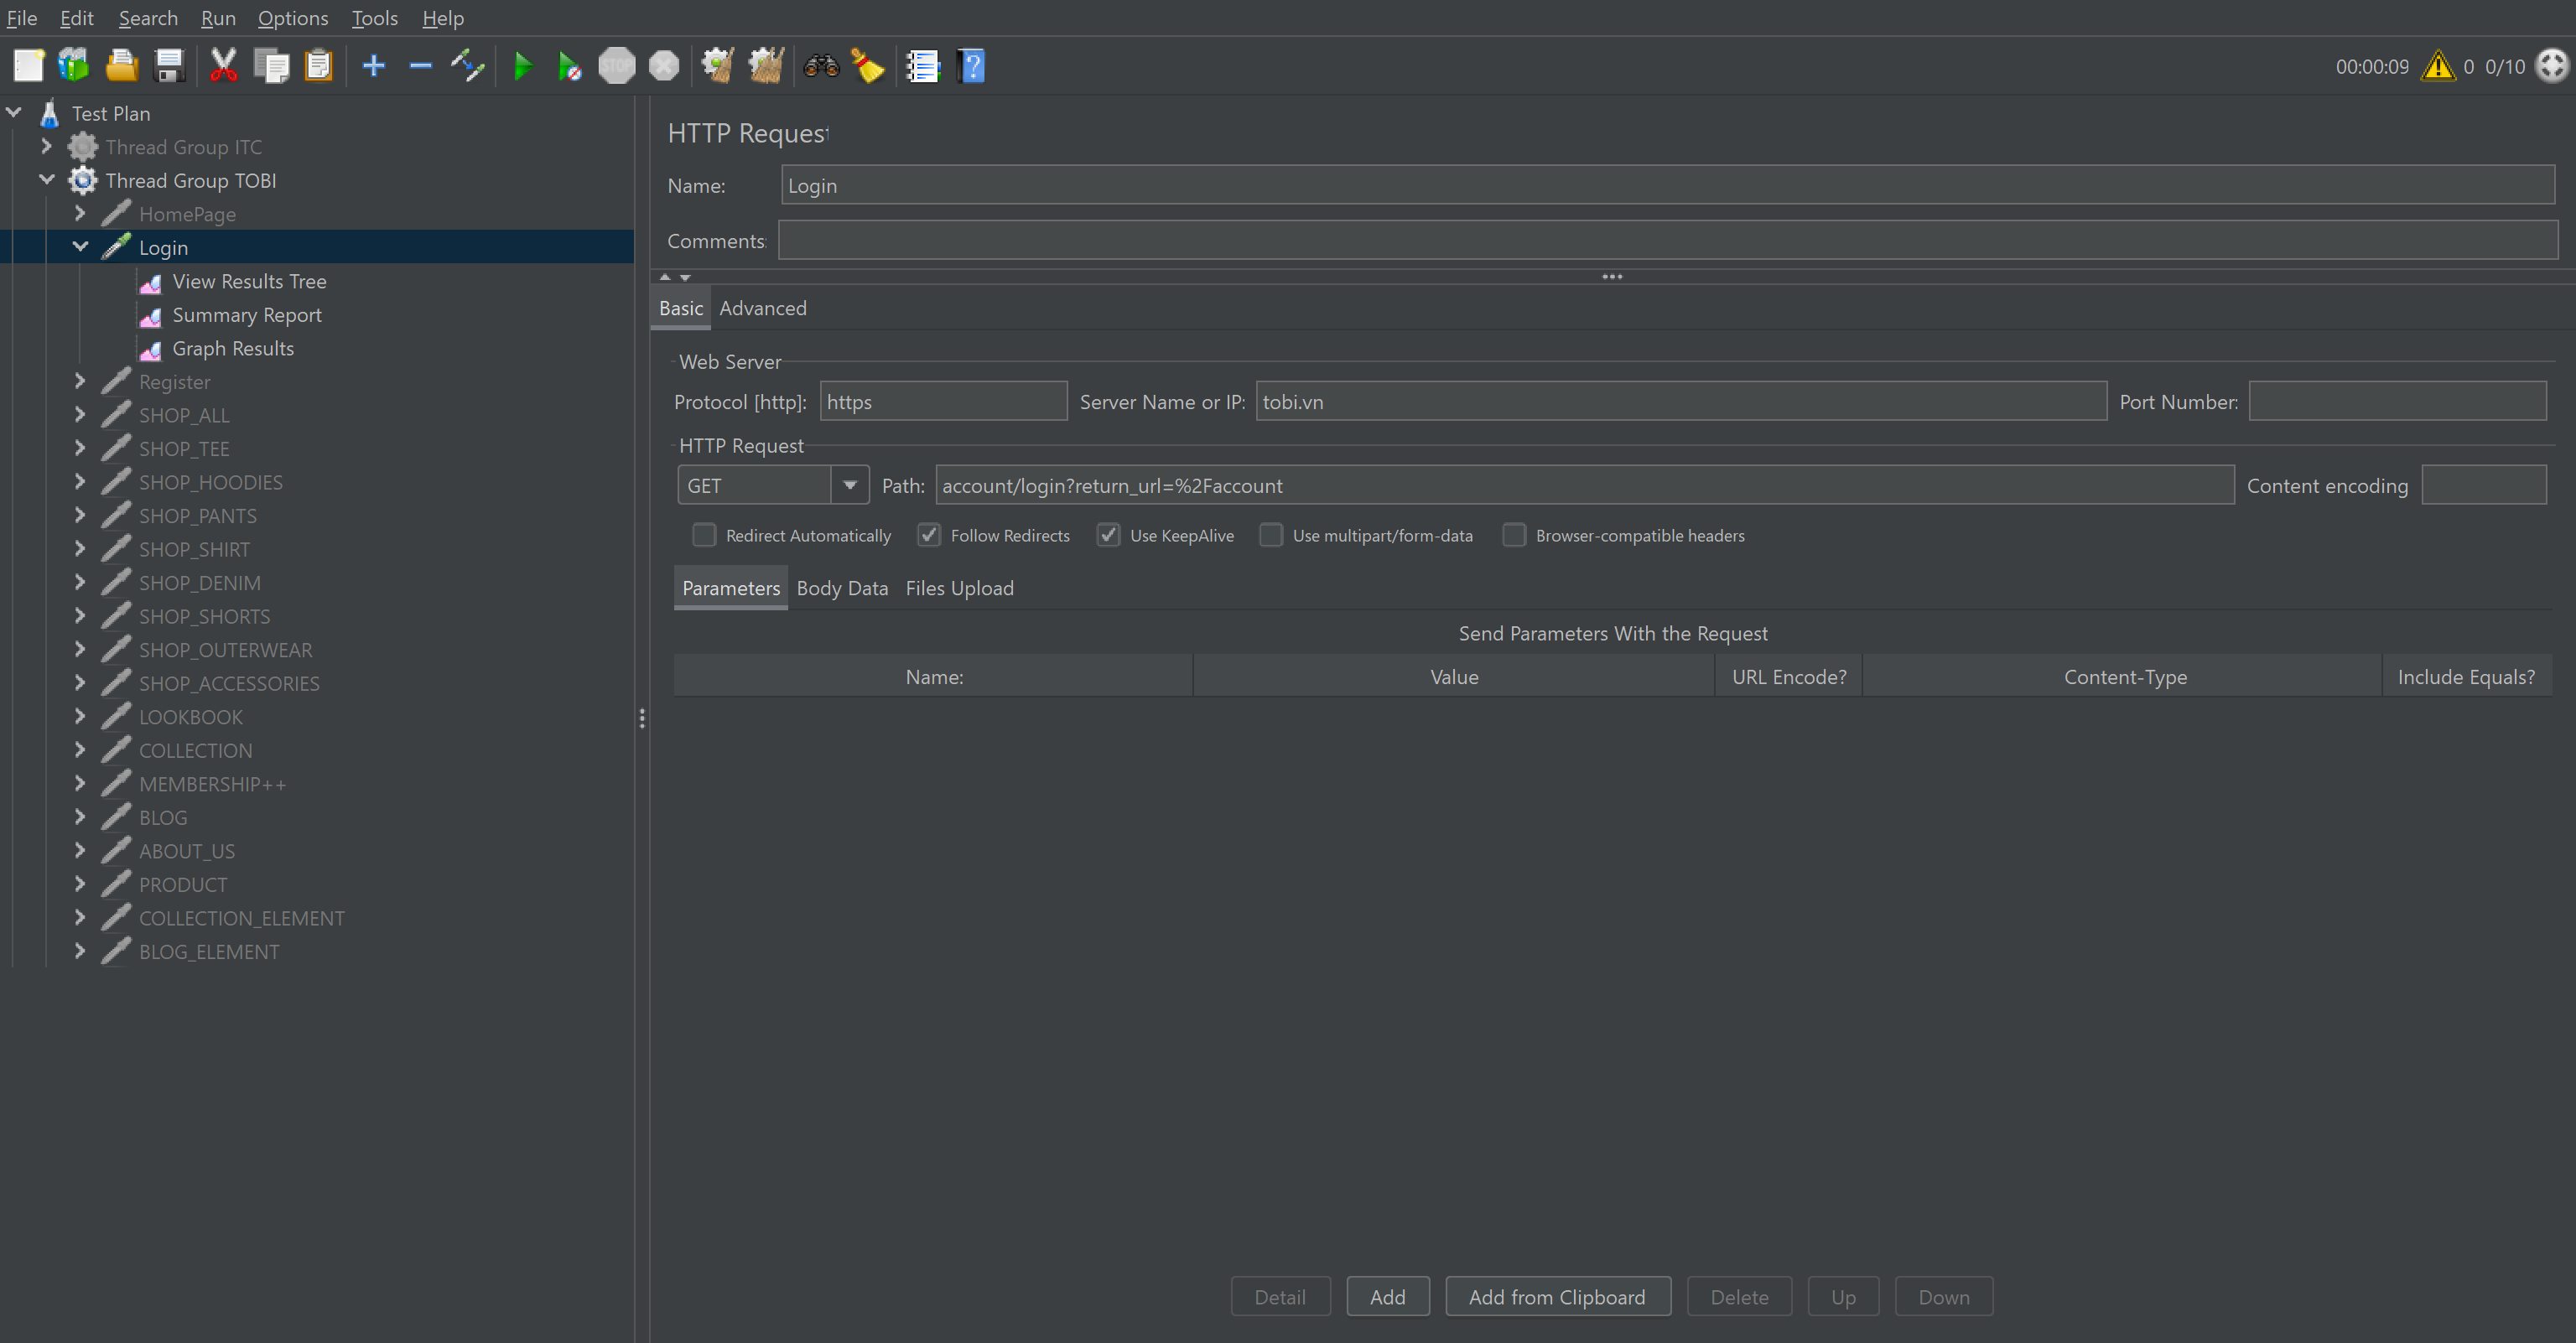 File Edit Search Run Options Tools Help
STOP
00:00:09 0 0/10
Test Plan
Thread Group ITC
Thread Group TOBI
HomePage
Login
View Results Tree
Summary Report
Graph Results
Register
SHOP_ALL
SHOP_TEE
SHOP_HOODIES
SHOP_PANTS
SHOP_SHIRT
SHOP_DENIM
SHOP_SHORTS
SHOP_OUTERWEAR
SHOP_ACCESSORIES
LOOKBOOK
COLLECTION
MEMBERSHIP++
BLOG
ABOUT_US
PRODUCT
COLLECTION_ELEMENT
BLOG_ELEMENT
HTTP Request
Name: Login
Comments:
Basic Advanced
Web Server
Protocol [http]: https Server Name or IP: tobi.vn Port Number:
HTTP Request
GET Path: account/login?return_url=%2Faccount Content encoding
Redirect Automatically Follow Redirects Use KeepAlive Use multipart/form-data Browser-compatible headers
Parameters Body Data Files Upload
Send Parameters With the Request
Name: Value URL Encode? Content-Type Include Equals?
Detail Add Add from Clipboard Delete Up Down